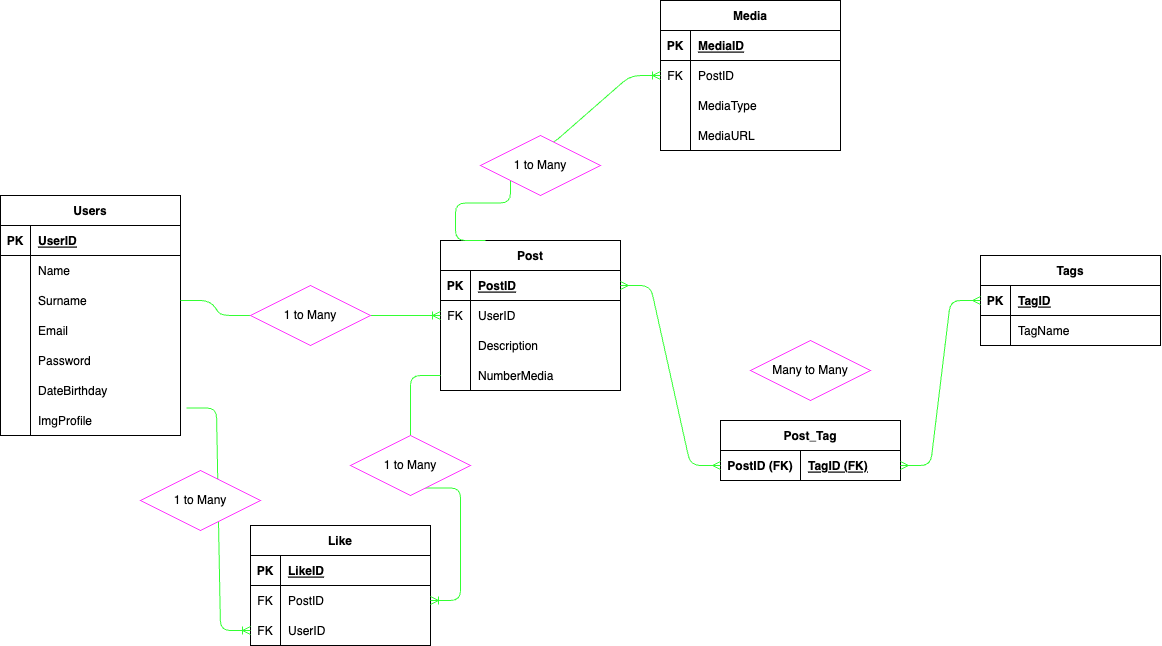 Media
PK MediaID
FK PostID
MediaType
MediaURL
1 to Many
Users
PK UserID
Name
Surname
Email
Password
DateBirthday
ImgProfile
1 to Many
Post
PK PostID
FK UserID
Description
NumberMedia
Tags
PK TagID
TagName
Many to Many
Post_Tag
PostID (FK) TagID (FK)
1 to Many
1 to Many
Like
PK LikeID
FK PostID
FK UserID